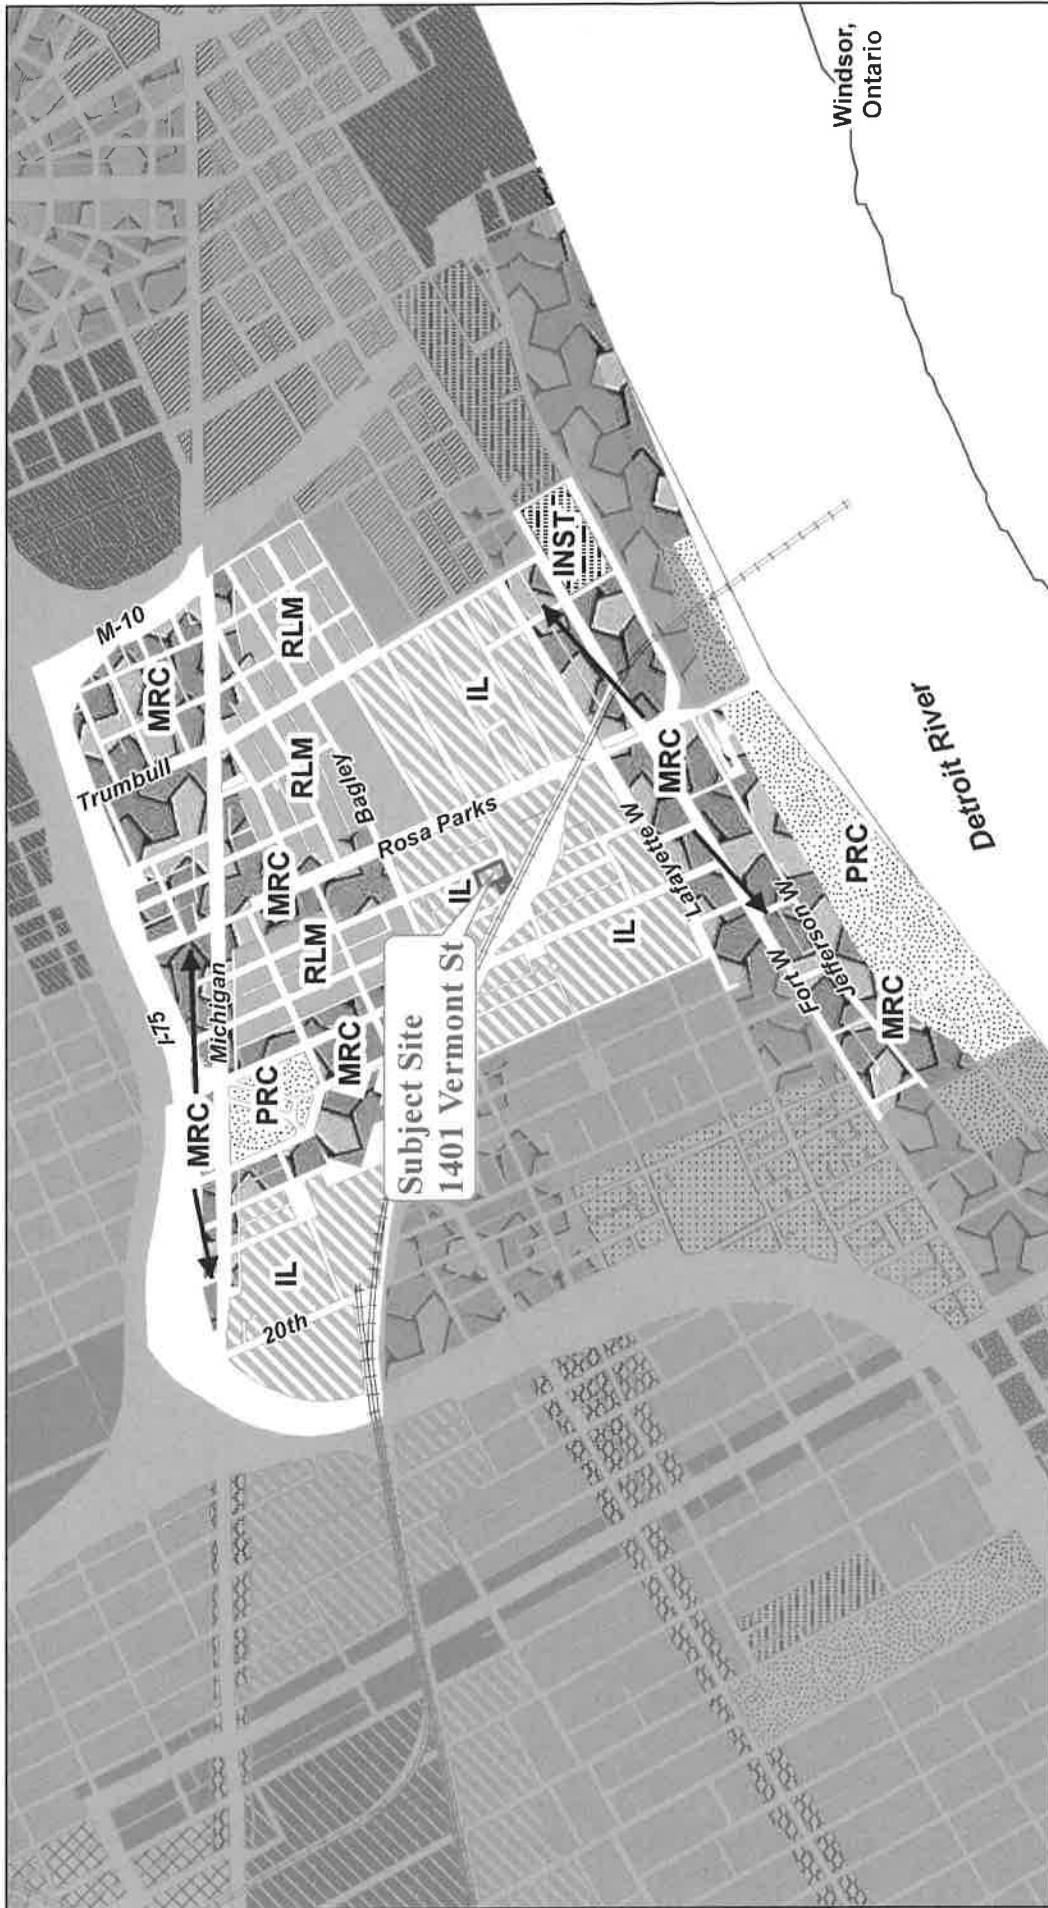 Windsor,
Ontario
M-10
MRC
RLM
INST
Trumbull
IL
RLM
Bagley
Rosa Parks
MRC
MRC
IL
Lafayette W
Detroit River
PRC
RLM
IL
I-75
Michigan
Fort W
Jefferson W
MRC
PRC
MRC
MRC
Subject Site
1401 Vermont St
IL
20th